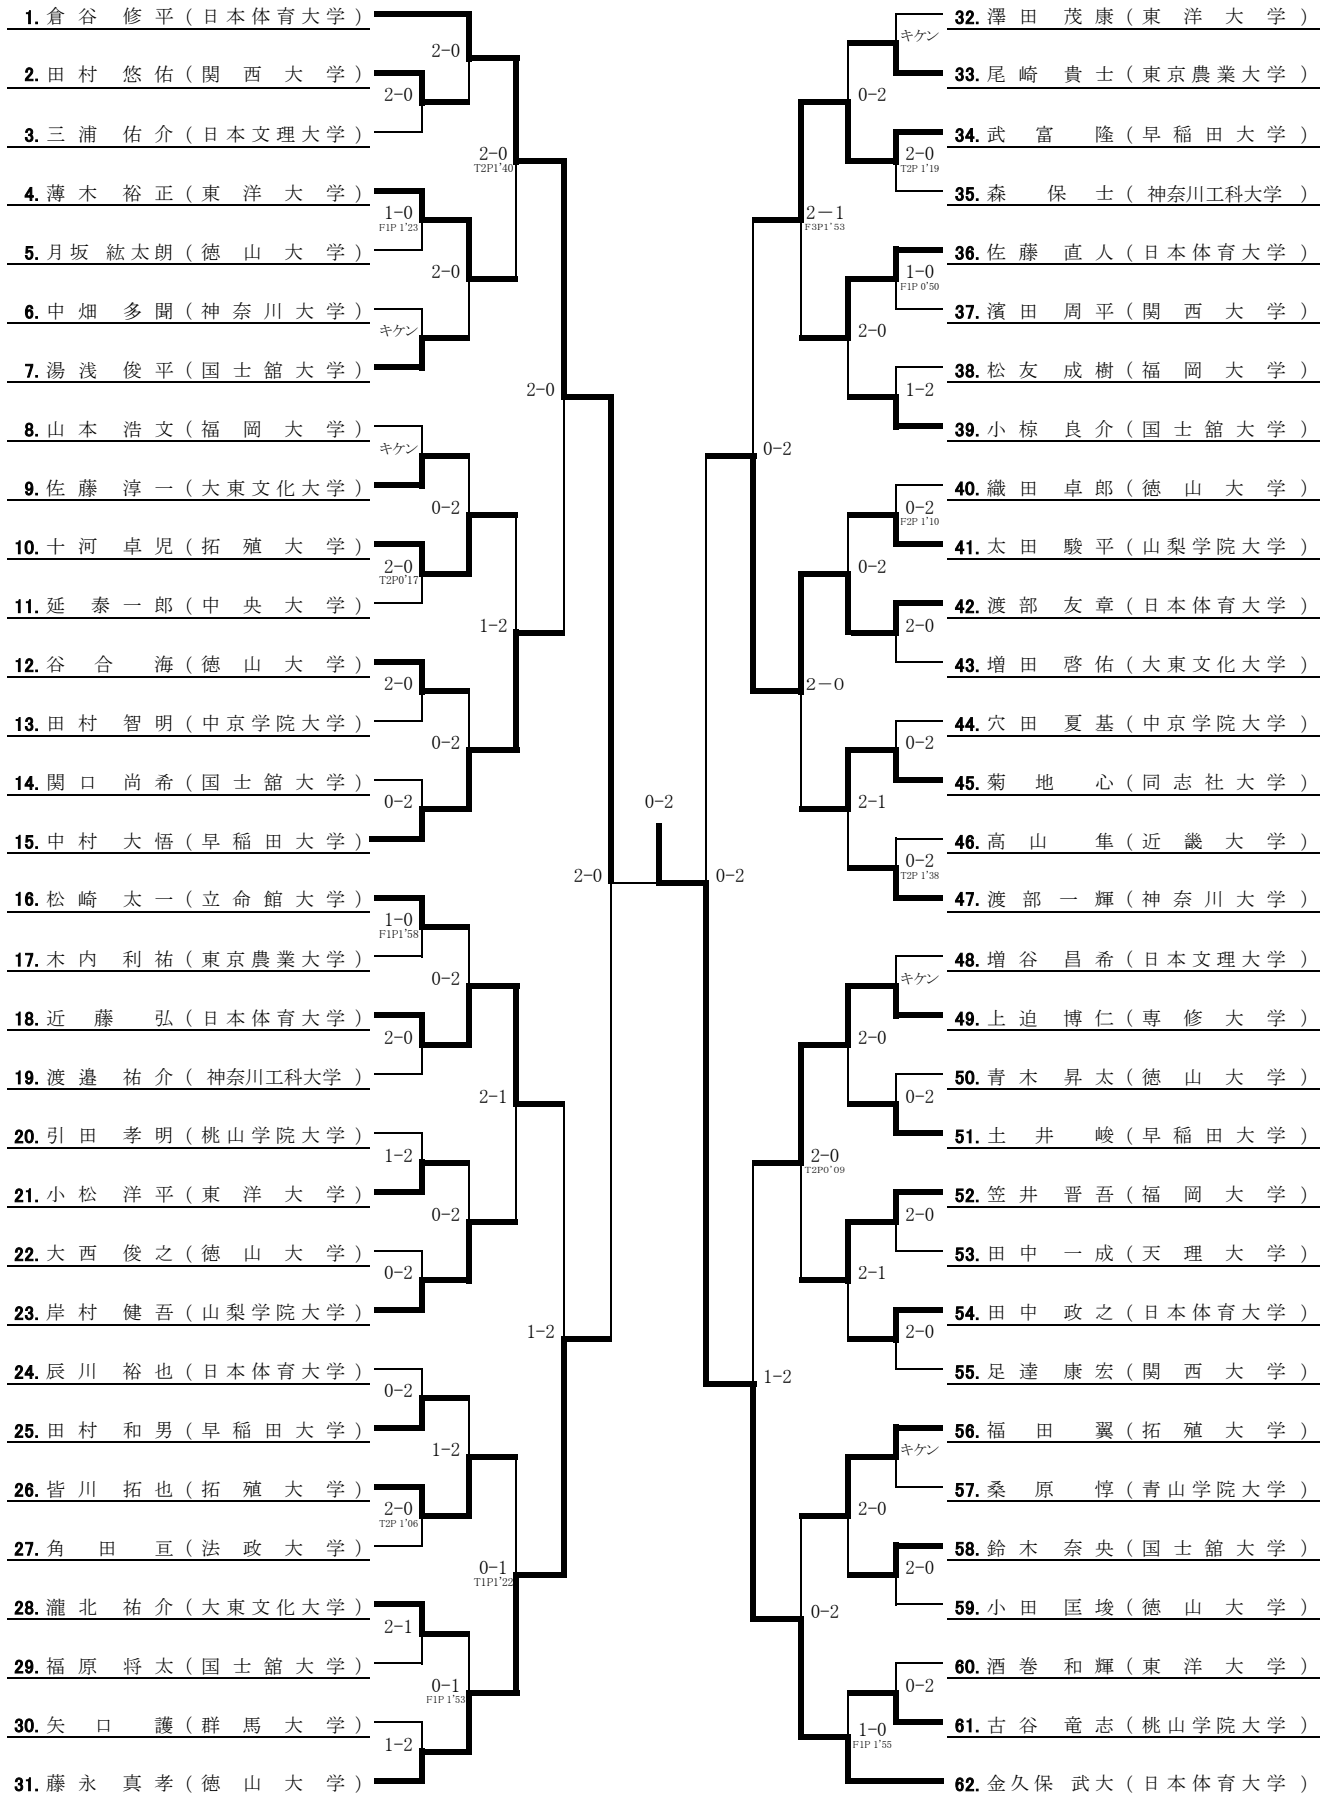 1. 倉谷 修平(日本体育大学)
2-0
2. 田村 悠佑(関西大学)
2-0
3. 三浦 佑介(日本文理大学)
2-0
T2P1'40
4. 薄木 裕正(東洋大学)
1-0
F1P 1'23
5. 月坂 紘太朗(徳山大学)
2-0
6. 中畑 多聞(神奈川大学)
キケン
7. 湯浅 俊平(国士舘大学)
2-0
8. 山本 浩文(福岡大学)
キケン
9. 佐藤 淳一(大東文化大学)
0-2
10. 十河 卓児(拓殖大学)
2-0
T2P0'17
11. 延 泰一郎(中央大学)
1-2
12. 谷合 海(徳山大学)
2-0
13. 田村 智明(中京学院大学)
0-2
14. 関口 尚希(国士舘大学)
0-2
15. 中村 大悟(早稲田大学)
2-0
16. 松崎 太一(立命館大学)
1-0
F1P1'58
17. 木内 利祐(東京農業大学)
0-2
18. 近藤 弘(日本体育大学)
2-0
19. 渡邉 祐介(神奈川工科大学)
2-1
20. 引田 孝明(桃山学院大学)
1-2
21. 小松 洋平(東洋大学)
0-2
22. 大西 俊之(徳山大学)
0-2
23. 岸村 健吾(山梨学院大学)
1-2
24. 辰川 裕也(日本体育大学)
0-2
25. 田村 和男(早稲田大学)
1-2
26. 皆川 拓也(拓殖大学)
2-0
T2P 1'06
27. 角田 亘(法政大学)
0-1
T1P1'22
28. 瀧北 祐介(大東文化大学)
2-1
29. 福原 将太(国士舘大学)
0-1
F1P 1'53
30. 矢口 護(群馬大学)
1-2
31. 藤永 真孝(徳山大学)
0-2
32. 澤田 茂康(東洋大学)
キケン
33. 尾崎 貴士(東京農業大学)
0-2
34. 武富 隆(早稲田大学)
2-0
T2P 1'19
35. 森 保士(神奈川工科大学)
2-1
F3P1'53
36. 佐藤 直人(日本体育大学)
1-0
F1P 0'50
37. 濱田 周平(関西大学)
2-0
38. 松友 成樹(福岡大学)
1-2
39. 小椋 良介(国士舘大学)
0-2
40. 織田 卓郎(徳山大学)
0-2
F2P 1'10
41. 太田 駿平(山梨学院大学)
0-2
42. 渡部 友章(日本体育大学)
2-0
43. 増田 啓佑(大東文化大学)
2-0
44. 穴田 夏基(中京学院大学)
0-2
45. 菊地 心(同志社大学)
2-1
46. 高山 隼(近畿大学)
0-2
T2P 1'38
47. 渡部 一輝(神奈川大学)
0-2
48. 増谷 昌希(日本文理大学)
キケン
49. 上迫 博仁(専修大学)
2-0
50. 青木 昇太(徳山大学)
0-2
51. 土井 峻(早稲田大学)
2-0
T2P0'09
52. 笠井 晋吾(福岡大学)
2-0
53. 田中 一成(天理大学)
2-1
54. 田中 政之(日本体育大学)
2-0
55. 足達 康宏(関西大学)
1-2
56. 福田 翼(拓殖大学)
キケン
57. 桑原 惇(青山学院大学)
2-0
58. 鈴木 奈央(国士舘大学)
2-0
59. 小田 匡埈(徳山大学)
0-2
60. 酒巻 和輝(東洋大学)
0-2
61. 古谷 竜志(桃山学院大学)
1-0
F1P 1'55
62. 金久保 武大(日本体育大学)